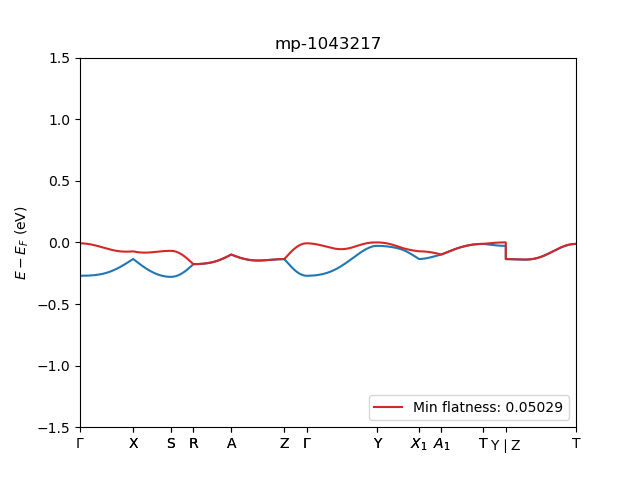 mp-1043217
E − E_F (eV)
1.5
1.0
0.5
0.0
−0.5
−1.0
−1.5
Min flatness: 0.05029
Γ X S R A Z Γ Y X₁ A₁ T Y | Z T